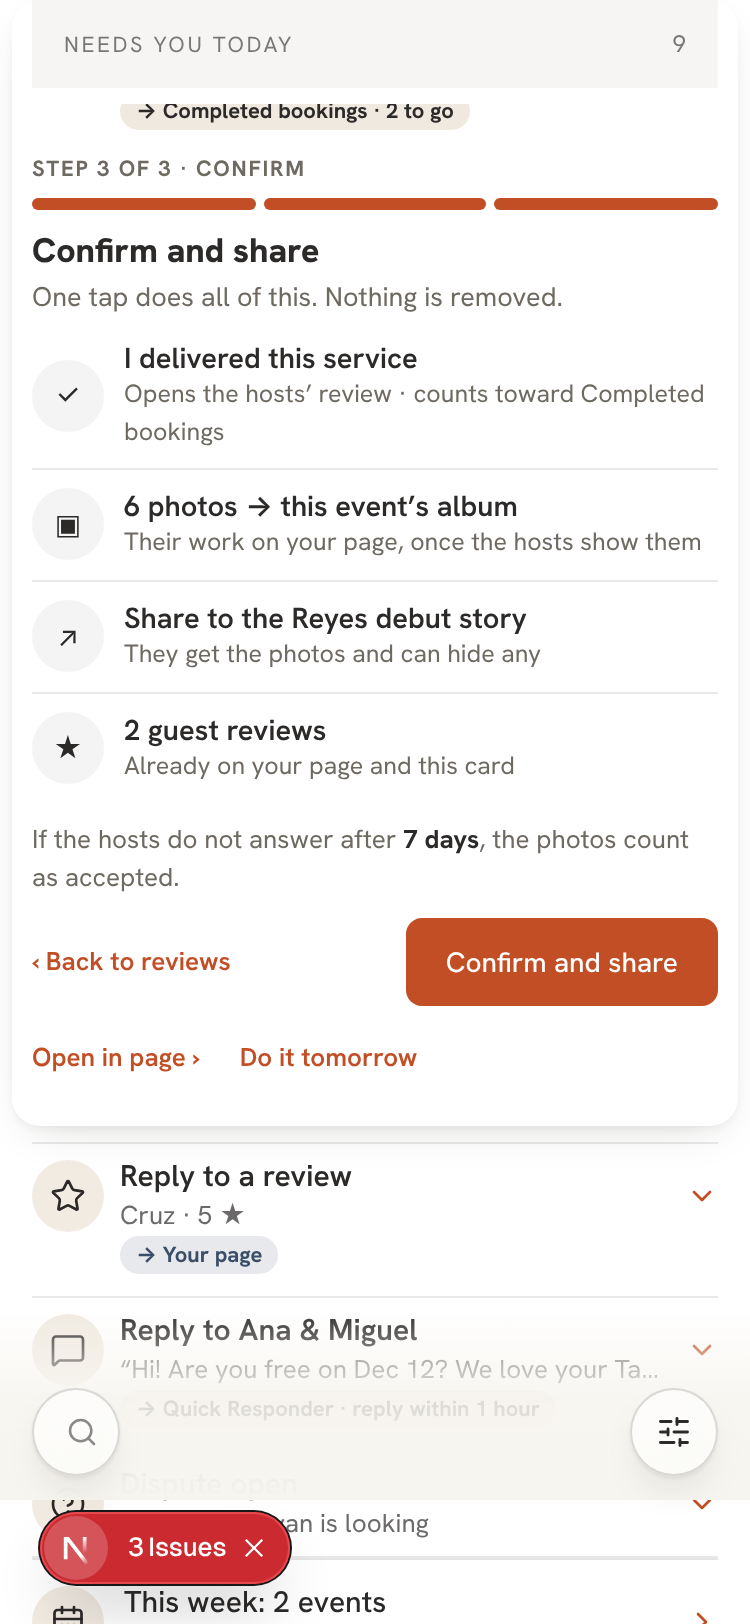 NEEDS YOU TODAY 9
→ Completed bookings · 2 to go
STEP 3 OF 3 · CONFIRM
Confirm and share
One tap does all of this. Nothing is removed.
I delivered this service
Opens the hosts’ review · counts toward Completed
bookings
6 photos → this event’s album
Their work on your page, once the hosts show them
Share to the Reyes debut story
They get the photos and can hide any
2 guest reviews
Already on your page and this card
If the hosts do not answer after 7 days, the photos count
as accepted.
‹ Back to reviews
Confirm and share
Open in page ›
Do it tomorrow
Reply to a review
Cruz · 5 ★
→ Your page
Reply to Ana & Miguel
“Hi! Are you free on Dec 12? We love your Ta...
→ Quick Responder · reply within 1 hour
Dispute open
is looking
N 3 Issues
This week: 2 events